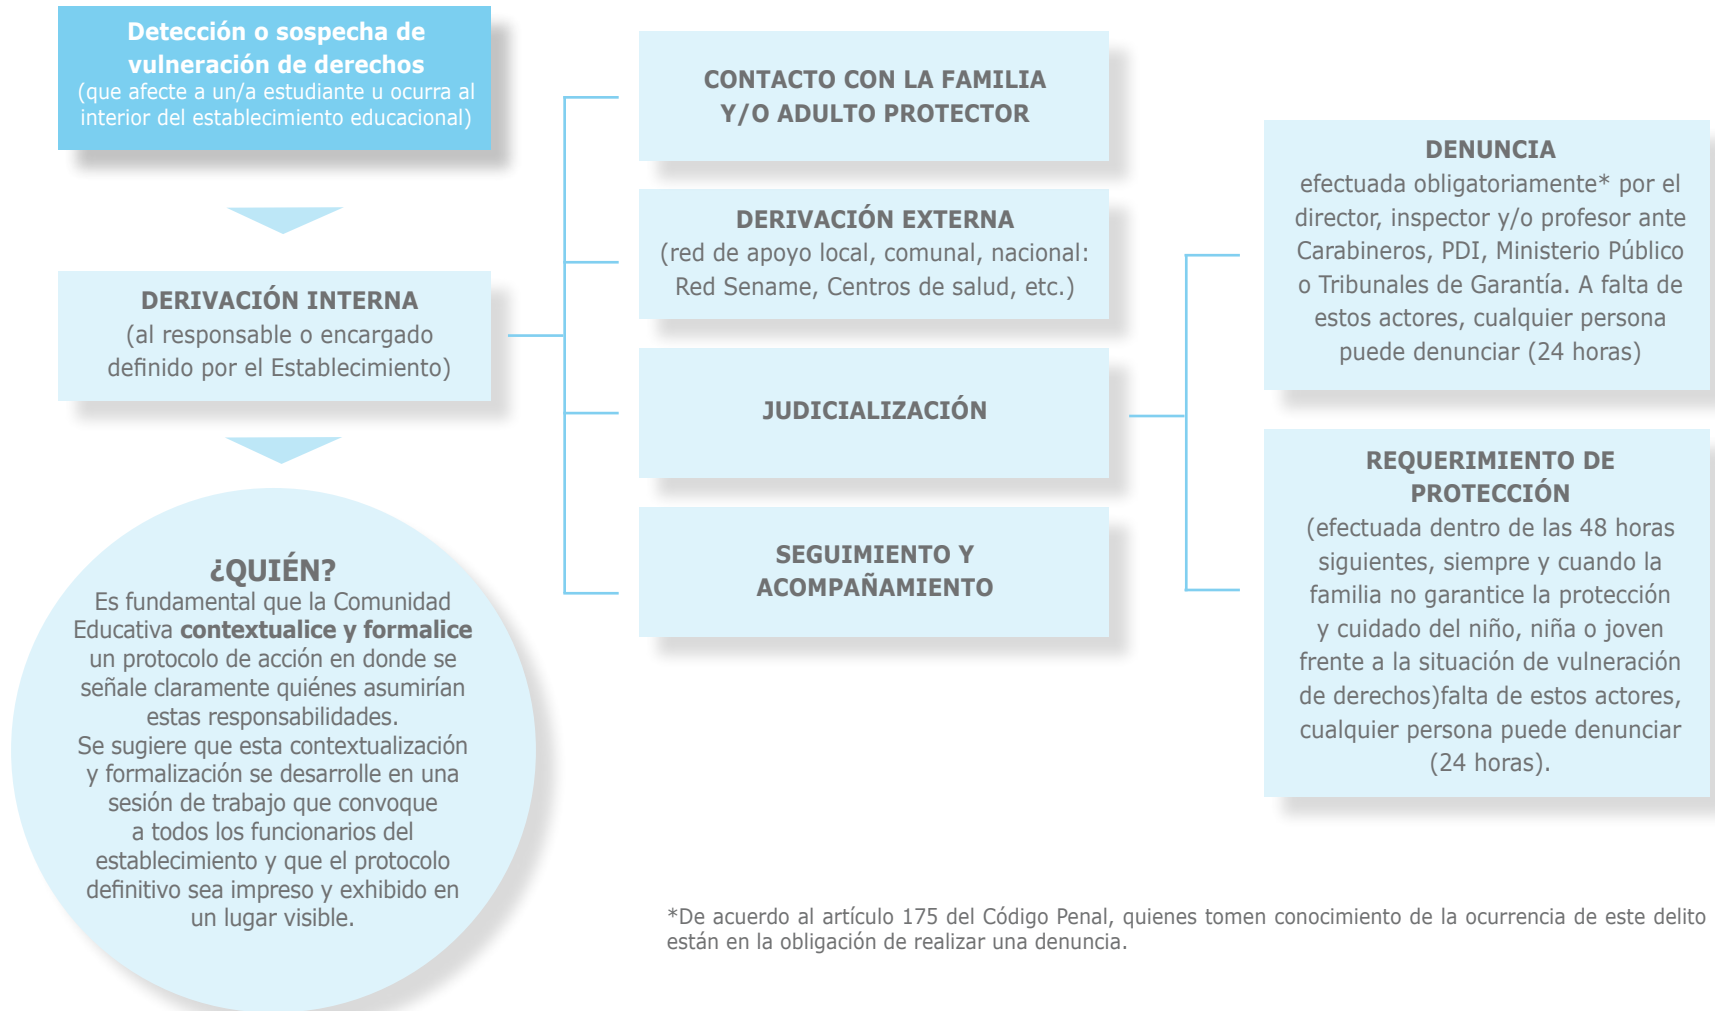 Detección o sospecha de
vulneración de derechos
(que afecte a un/a estudiante u ocurra al
interior del establecimiento educacional)
DERIVACIÓN INTERNA
(al responsable o encargado
definido por el Establecimiento)
¿QUIÉN?
Es fundamental que la Comunidad
Educativa contextualice y formalice
un protocolo de acción en donde se
señale claramente quiénes asumirían
estas responsabilidades.
Se sugiere que esta contextualización
y formalización se desarrolle en una
sesión de trabajo que convoque
a todos los funcionarios del
establecimiento y que el protocolo
definitivo sea impreso y exhibido en
un lugar visible.
CONTACTO CON LA FAMILIA
Y/O ADULTO PROTECTOR
DERIVACIÓN EXTERNA
(red de apoyo local, comunal, nacional:
Red Sename, Centros de salud, etc.)
JUDICIALIZACIÓN
SEGUIMIENTO Y
ACOMPAÑAMIENTO
DENUNCIA
efectuada obligatoriamente* por el
director, inspector y/o profesor ante
Carabineros, PDI, Ministerio Público
o Tribunales de Garantía. A falta de
estos actores, cualquier persona
puede denunciar (24 horas)
REQUERIMIENTO DE
PROTECCIÓN
(efectuada dentro de las 48 horas
siguientes, siempre y cuando la
familia no garantice la protección
y cuidado del niño, niña o joven
frente a la situación de vulneración
de derechos)falta de estos actores,
cualquier persona puede denunciar
(24 horas).
*De acuerdo al artículo 175 del Código Penal, quienes tomen conocimiento de la ocurrencia de este delito
están en la obligación de realizar una denuncia.